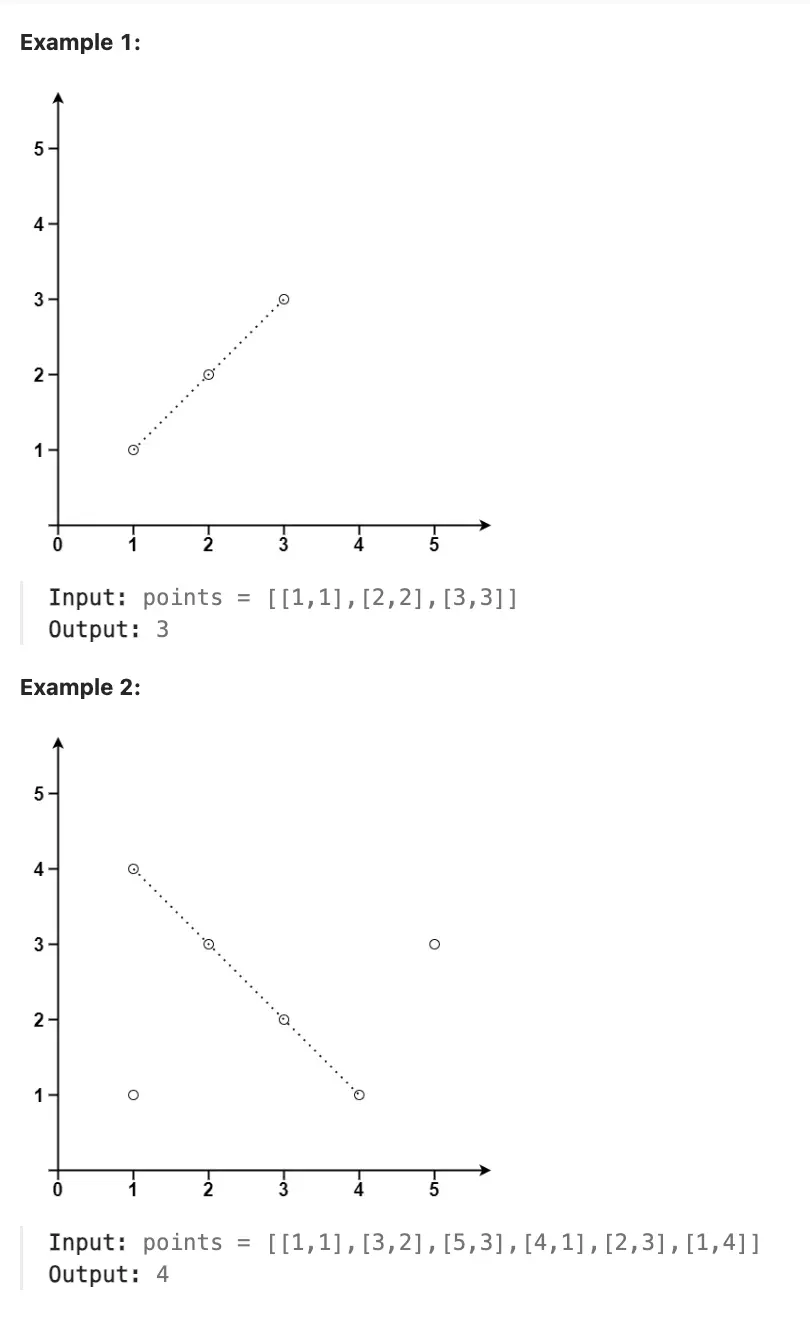 Example 1:
5
4
3
2
1
0 1 2 3 4 5
Input: points = [[1,1],[2,2],[3,3]]
Output: 3
Example 2:
5
4
3
2
1
0 1 2 3 4 5
Input: points = [[1,1],[3,2],[5,3],[4,1],[2,3],[1,4]]
Output: 4